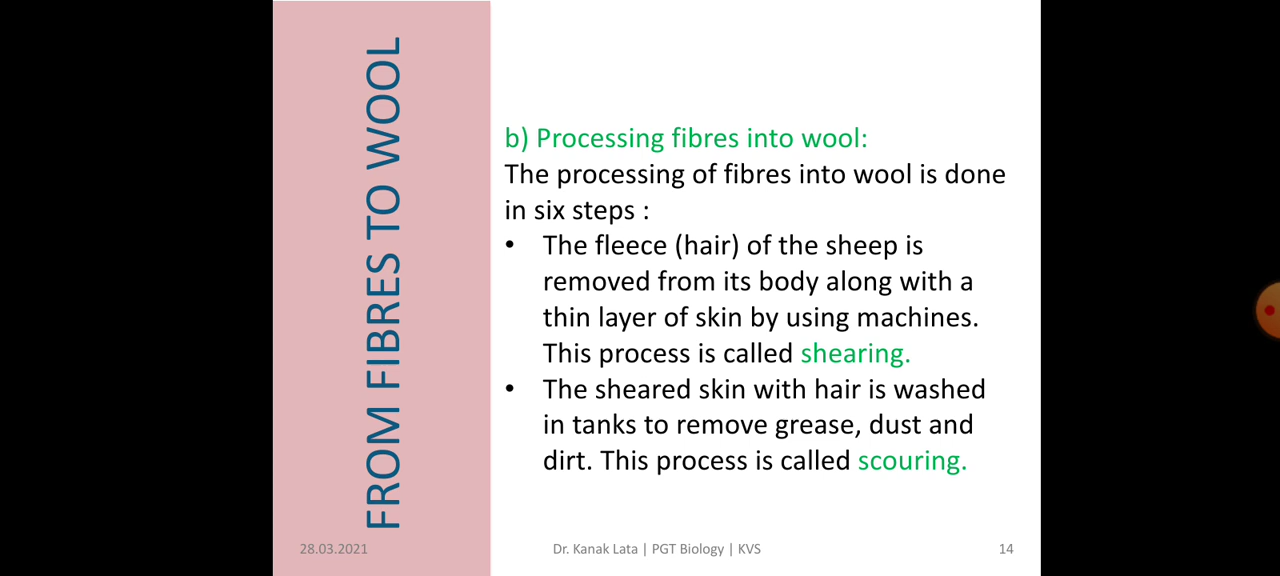 FROM FIBRES TO WOOL
b) Processing fibres into wool:
The processing of fibres into wool is done
in six steps :
• The fleece (hair) of the sheep is
removed from its body along with a
thin layer of skin by using machines.
This process is called shearing.
• The sheared skin with hair is washed
in tanks to remove grease, dust and
dirt. This process is called scouring.
28.03.2021
Dr. Kanak Lata | PGT Biology | KVS
14